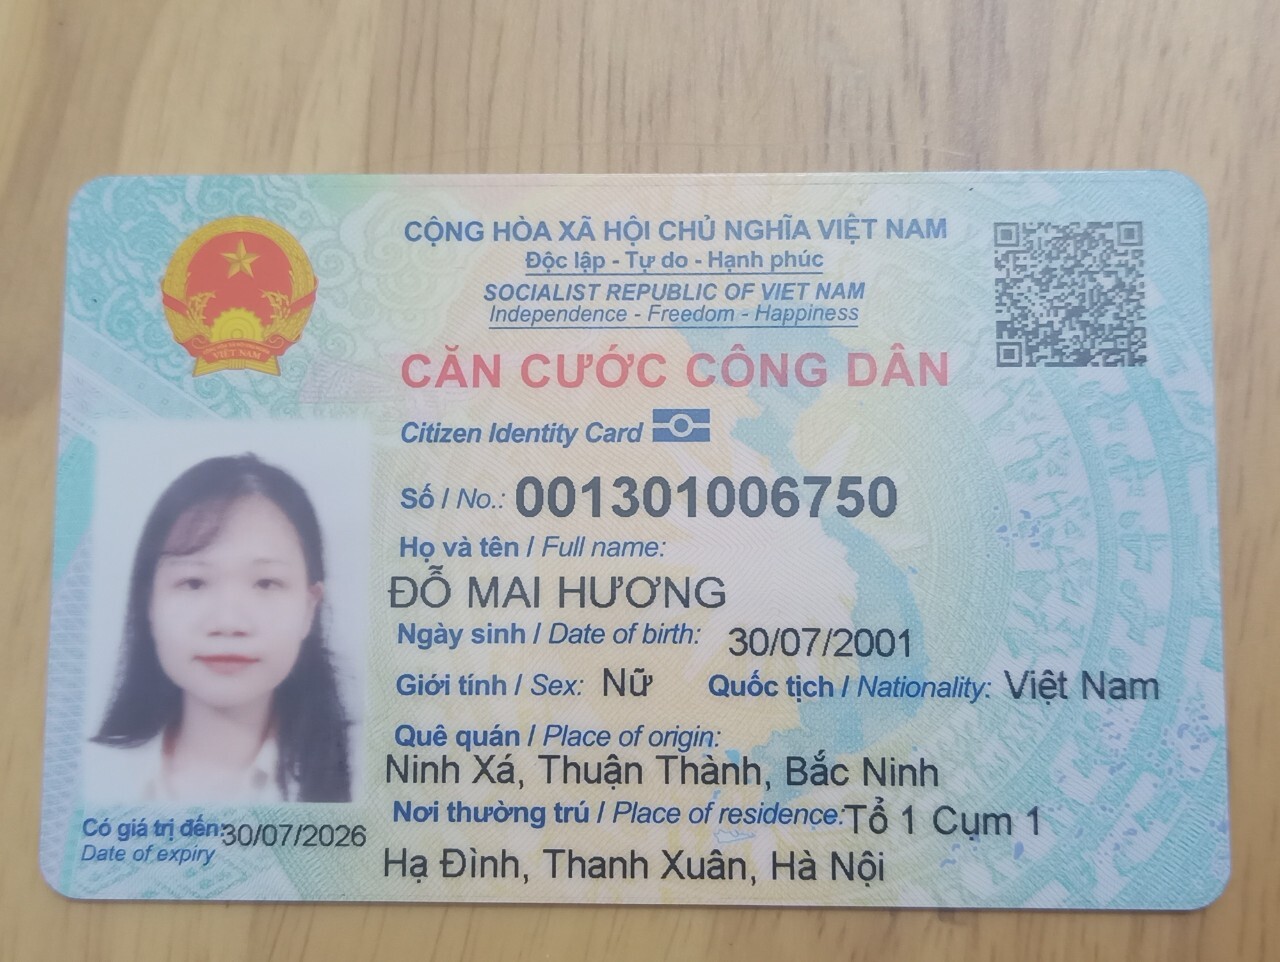 CỘNG HÒA XÃ HỘI CHỦ NGHĨA VIỆT NAM
Độc lập - Tự do - Hạnh phúc
SOCIALIST REPUBLIC OF VIET NAM
Independence - Freedom - Happiness
CĂN CƯỚC CÔNG DÂN
Citizen Identity Card
Số / No.: 001301006750
Họ và tên / Full name:
ĐỖ MAI HƯƠNG
Ngày sinh / Date of birth: 30/07/2001
Giới tính / Sex: Nữ Quốc tịch / Nationality: Việt Nam
Quê quán / Place of origin:
Ninh Xá, Thuận Thành, Bắc Ninh
Nơi thường trú / Place of residence: Tổ 1 Cụm 1
Hạ Đình, Thanh Xuân, Hà Nội
Có giá trị đến: 30/07/2026
Date of expiry
VIỆT NAM